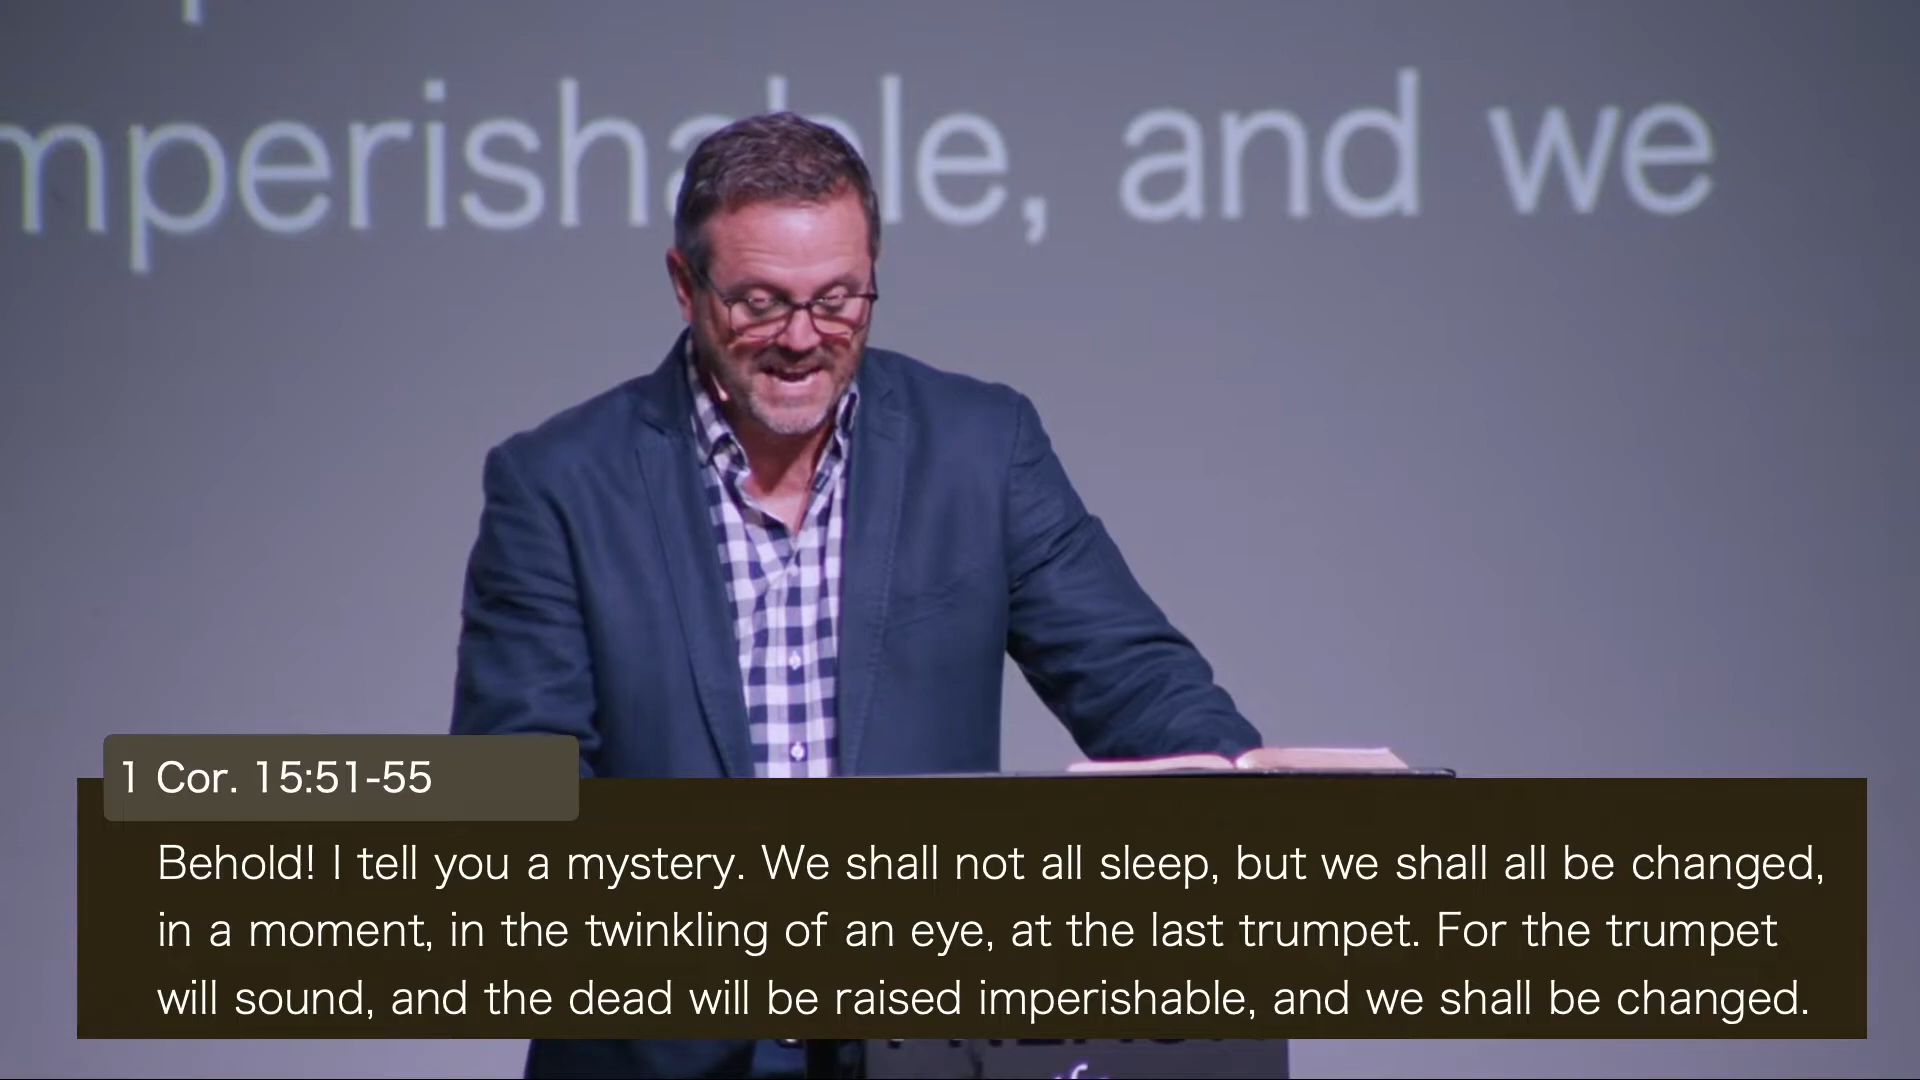 imperishable, and we
1 Cor. 15:51-55
Behold! I tell you a mystery. We shall not all sleep, but we shall all be changed,
in a moment, in the twinkling of an eye, at the last trumpet. For the trumpet
will sound, and the dead will be raised imperishable, and we shall be changed.